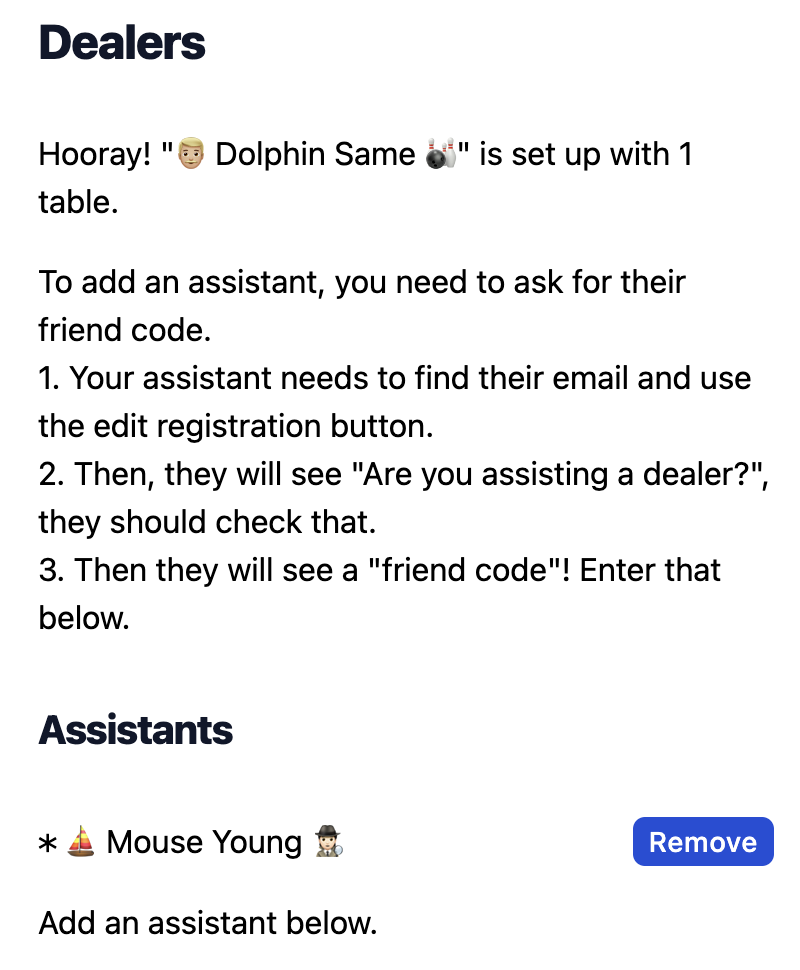 Dealers
Hooray! "👨🏼 Dolphin Same 🎳" is set up with 1
table.
To add an assistant, you need to ask for their
friend code.
1. Your assistant needs to find their email and use
the edit registration button.
2. Then, they will see "Are you assisting a dealer?",
they should check that.
3. Then they will see a "friend code"! Enter that
below.
Assistants
* ⛵ Mouse Young 🕵🏻 Remove
Add an assistant below.